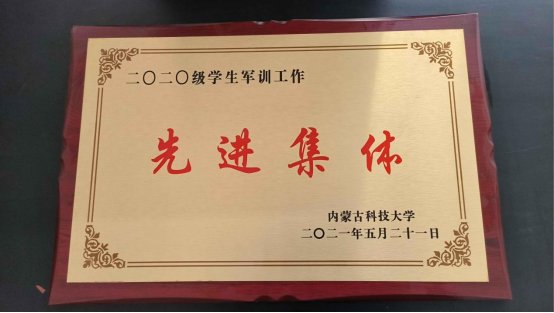 二〇二〇级学生军训工作
先进集体
内蒙古科技大学
二〇二一年五月二十一日